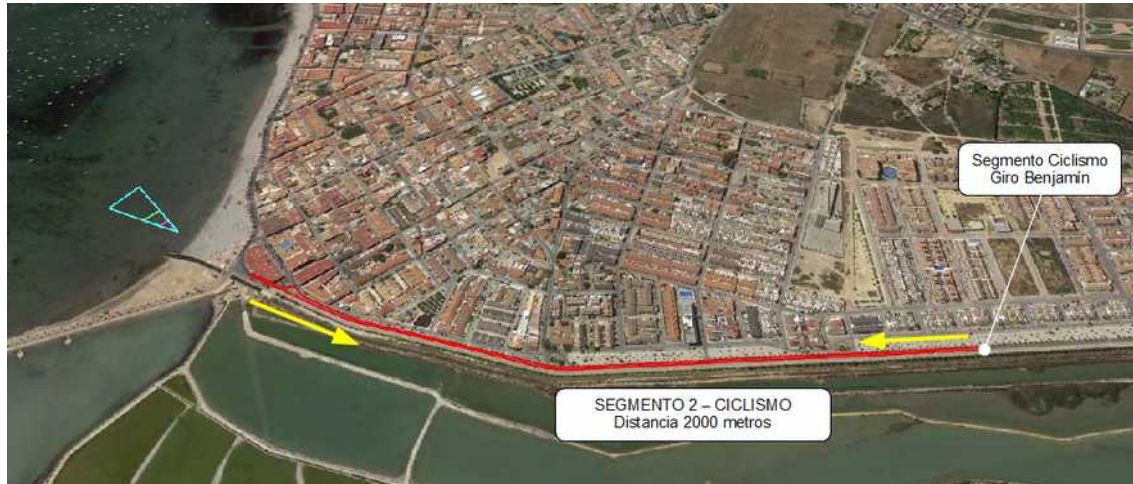 Segmento Ciclismo
Giro Benjamín
SEGMENTO 2 – CICLISMO
Distancia 2000 metros